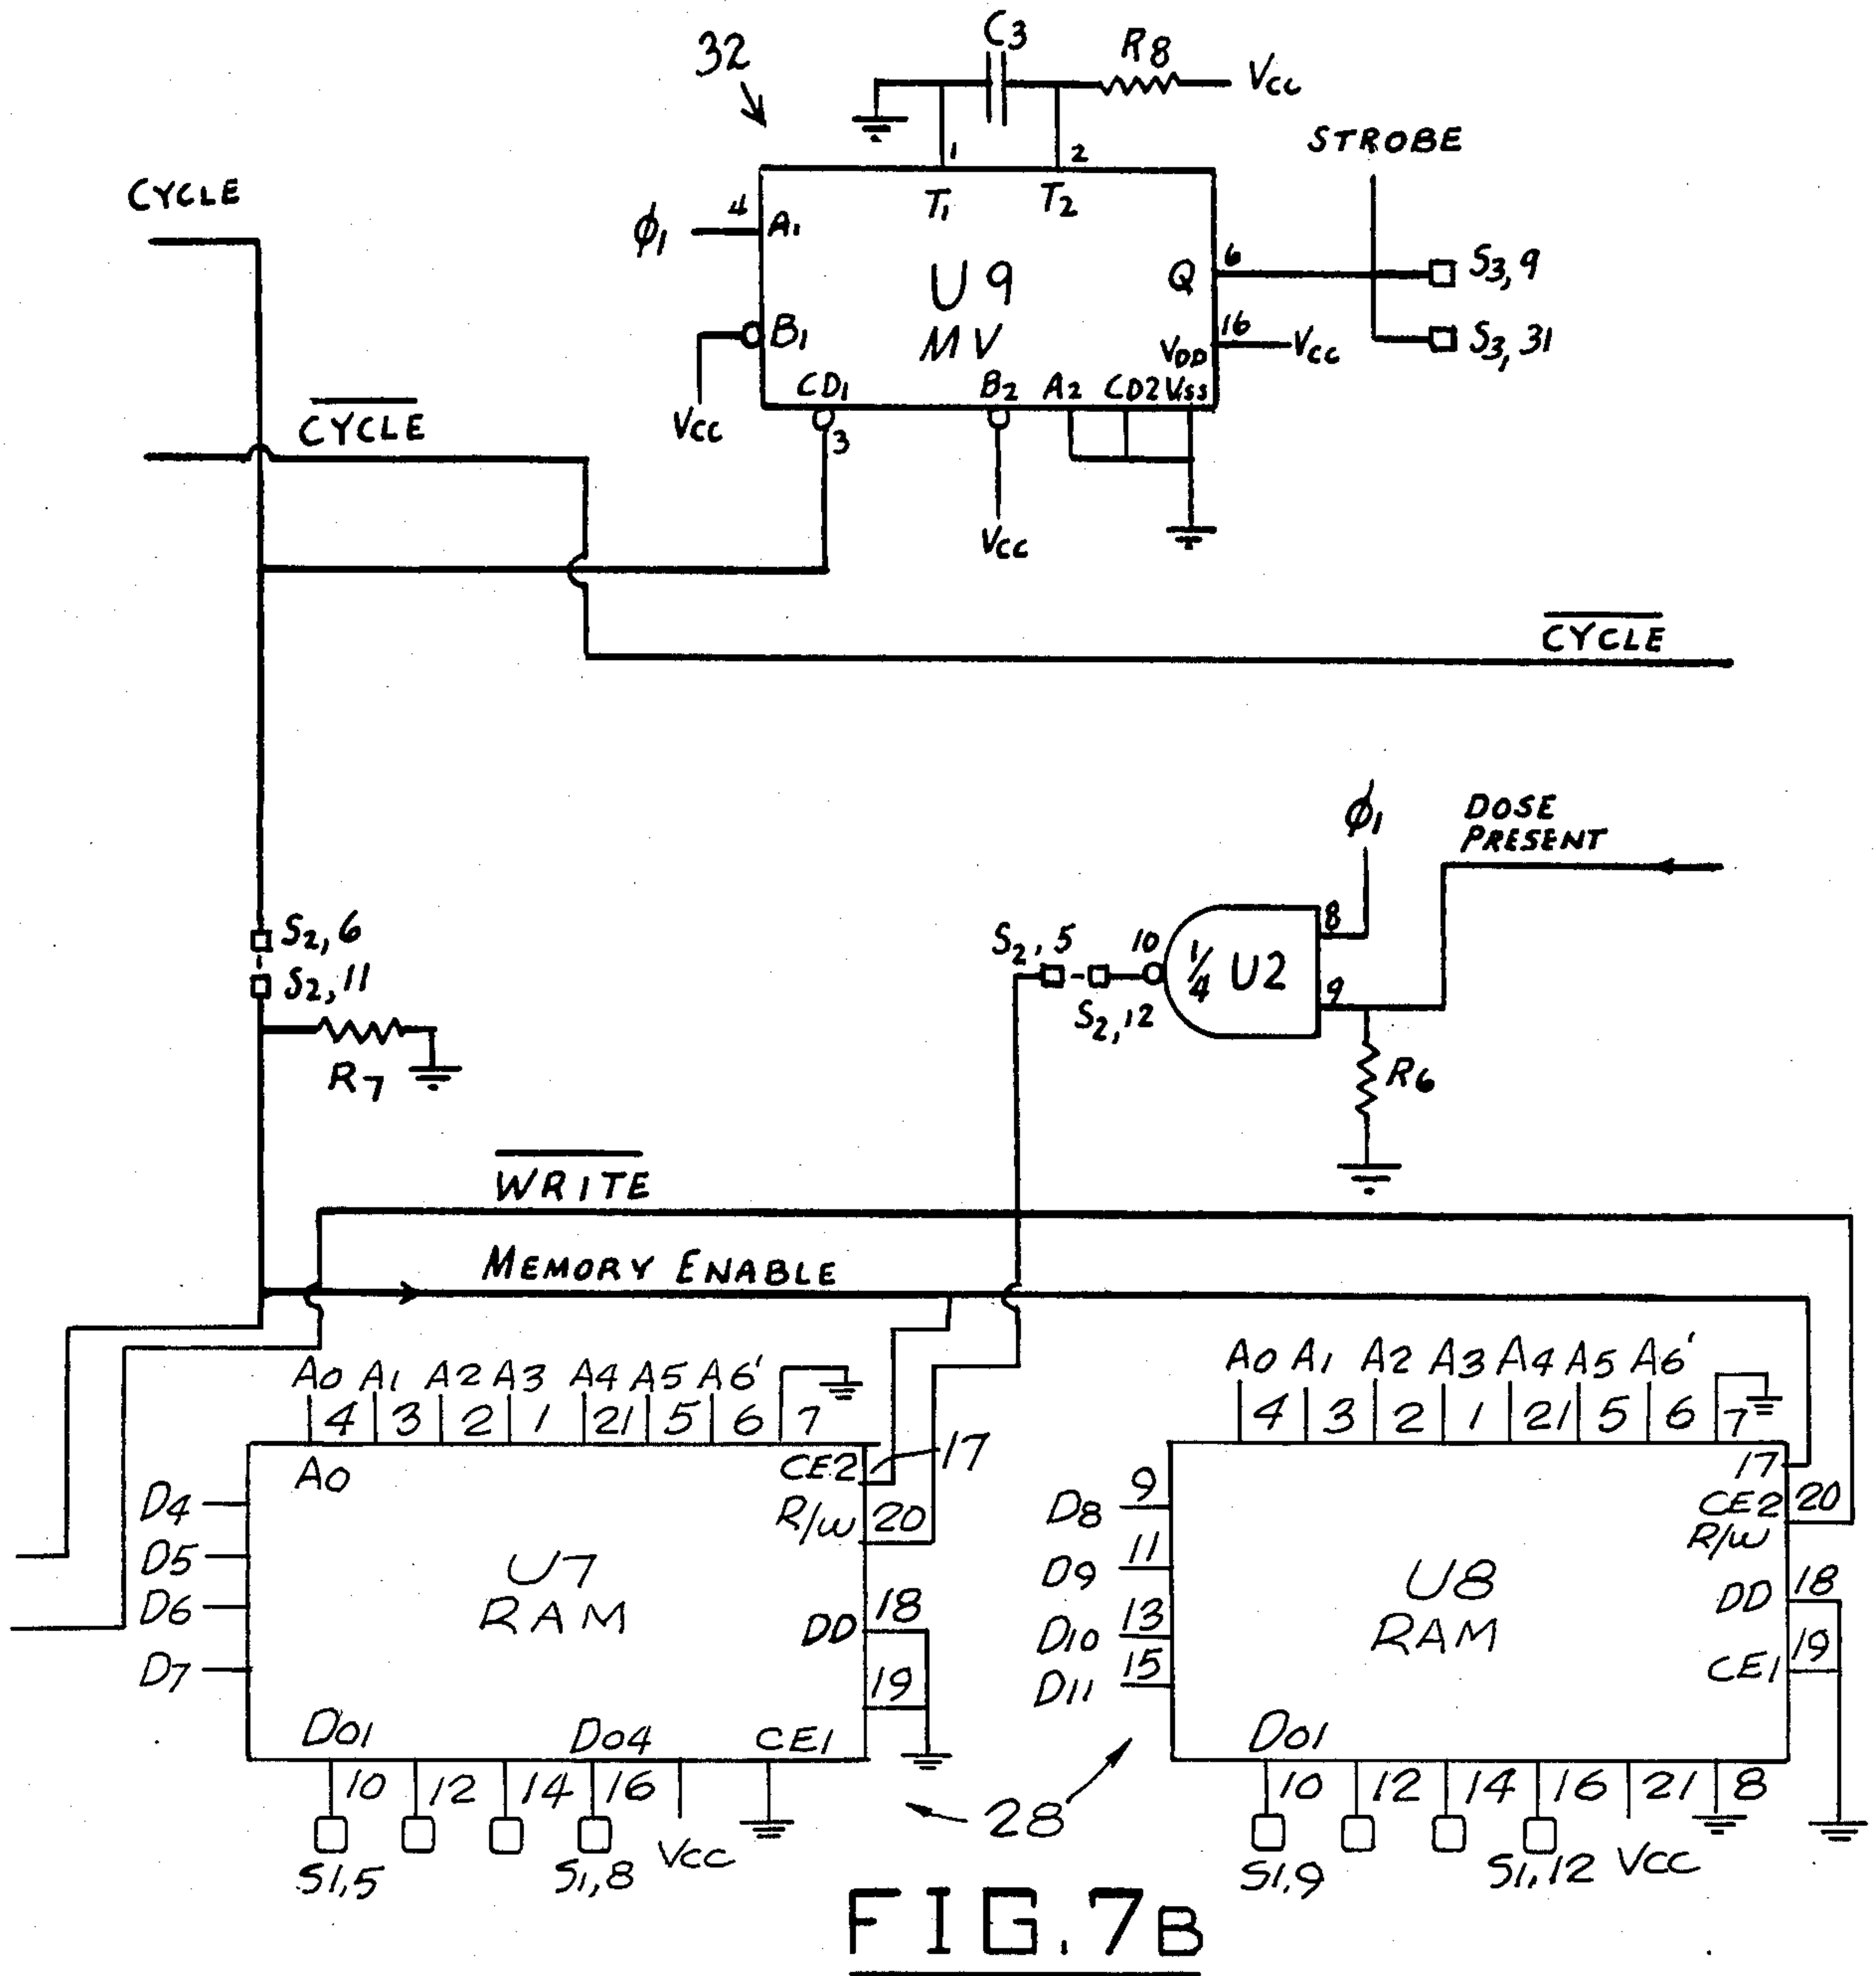 32
C3
R8
Vcc
STROBE
CYCLE
1
2
T1
T2
ϕ1
4
A1
U9
MV
Q
6
S3,9
B1
VDD
16
Vcc
S3,31
Vcc
CD1
B2
A2
CD2
Vss
3
Vcc
CYCLE
CYCLE
ϕ1
DOSE
PRESENT
S2,6
S2,11
R7
S2,5
S2,12
10
1/4 U2
8
9
R6
WRITE
MEMORY ENABLE
A0 A1 A2 A3 A4 A5 A6'
4 3 2 1 21 5 6 7
A0
CE2
17
R/W
20
D4
D5
D6
D7
U7
RAM
DD
18
19
D01
D04
CE1
10 12 14 16
S1,5
S1,8
Vcc
28
A0 A1 A2 A3 A4 A5 A6'
4 3 2 1 21 5 6 7
17
CE2
20
R/W
D8
9
D9
11
D10
13
D11
15
U8
RAM
DD
18
CE1
19
D01
10 12 14 16 21 8
S1,9
S1,12
Vcc
FIG. 7B